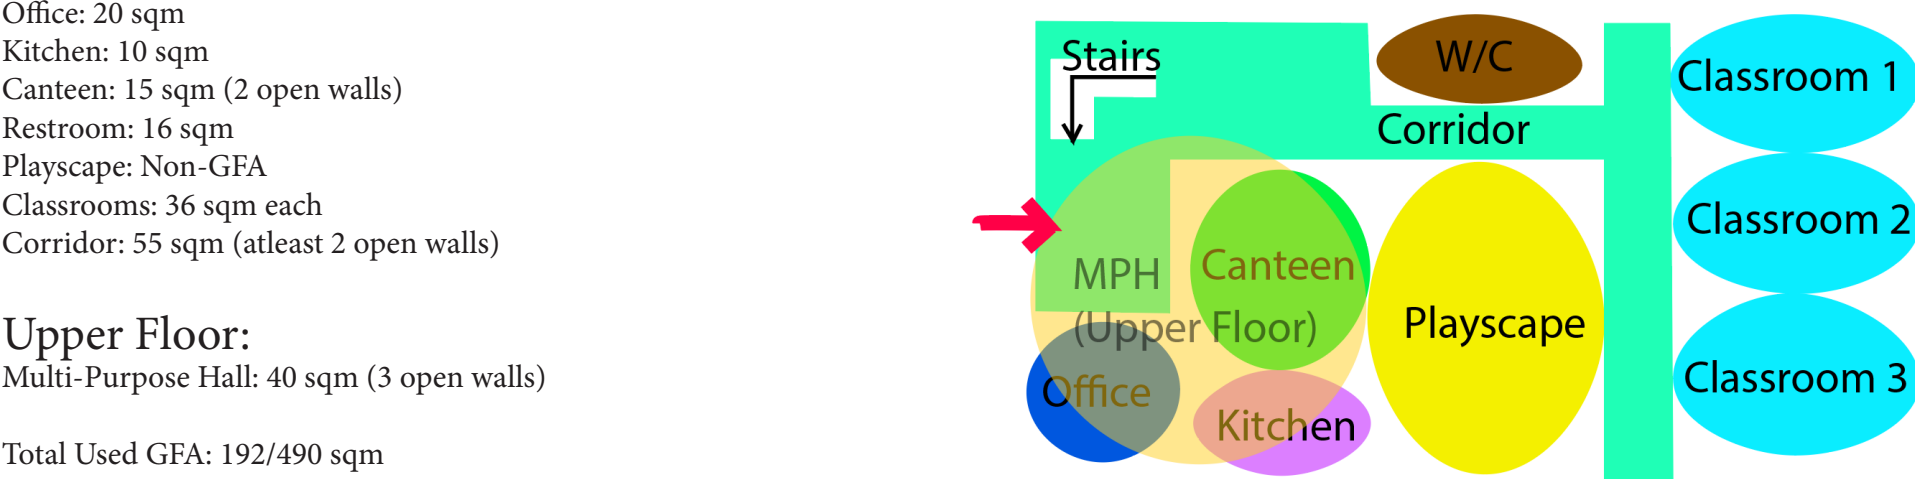 Office: 20 sqm
Kitchen: 10 sqm
Canteen: 15 sqm (2 open walls)
Restroom: 16 sqm
Playscape: Non-GFA
Classrooms: 36 sqm each
Corridor: 55 sqm (atleast 2 open walls)
Upper Floor:
Multi-Purpose Hall: 40 sqm (3 open walls)
Total Used GFA: 192/490 sqm
Stairs
W/C
Classroom 1
Corridor
Classroom 2
Canteen
MPH
(Upper Floor)
Playscape
Office
Kitchen
Classroom 3